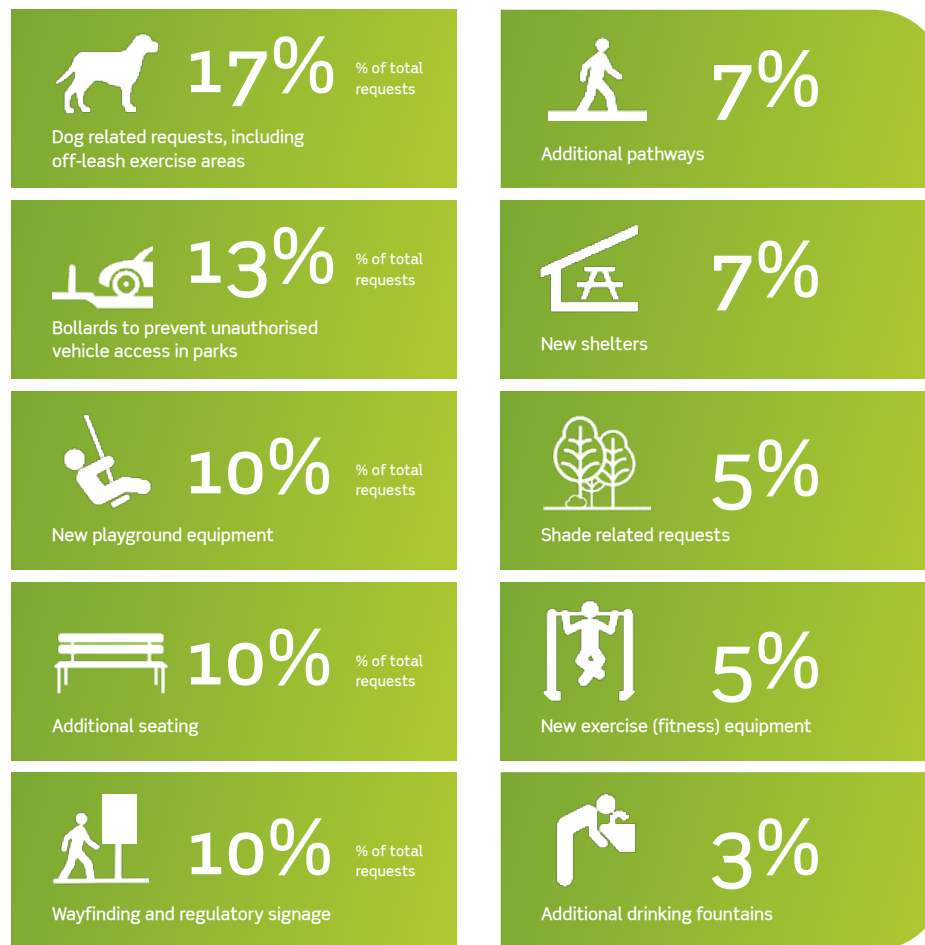 17%
% of total
requests
Dog related requests, including
off-leash exercise areas
13%
% of total
requests
Bollards to prevent unauthorised
vehicle access in parks
10%
% of total
requests
New playground equipment
10%
% of total
requests
Additional seating
10%
% of total
requests
Wayfinding and regulatory signage
7%
Additional pathways
7%
New shelters
5%
Shade related requests
5%
New exercise (fitness) equipment
3%
Additional drinking fountains